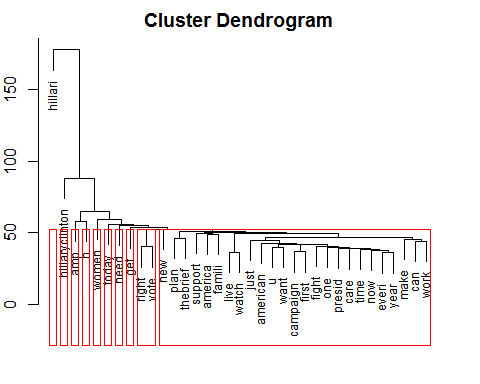 Cluster Dendrogram
150
100
50
0
hillari
hillaryclinton
amp
h
women
today
need
get
right
vote
new
plan
thebrief
support
america
famili
live
watch
just
american
u
want
campaign
first
fight
one
presid
care
time
now
everi
year
make
can
work